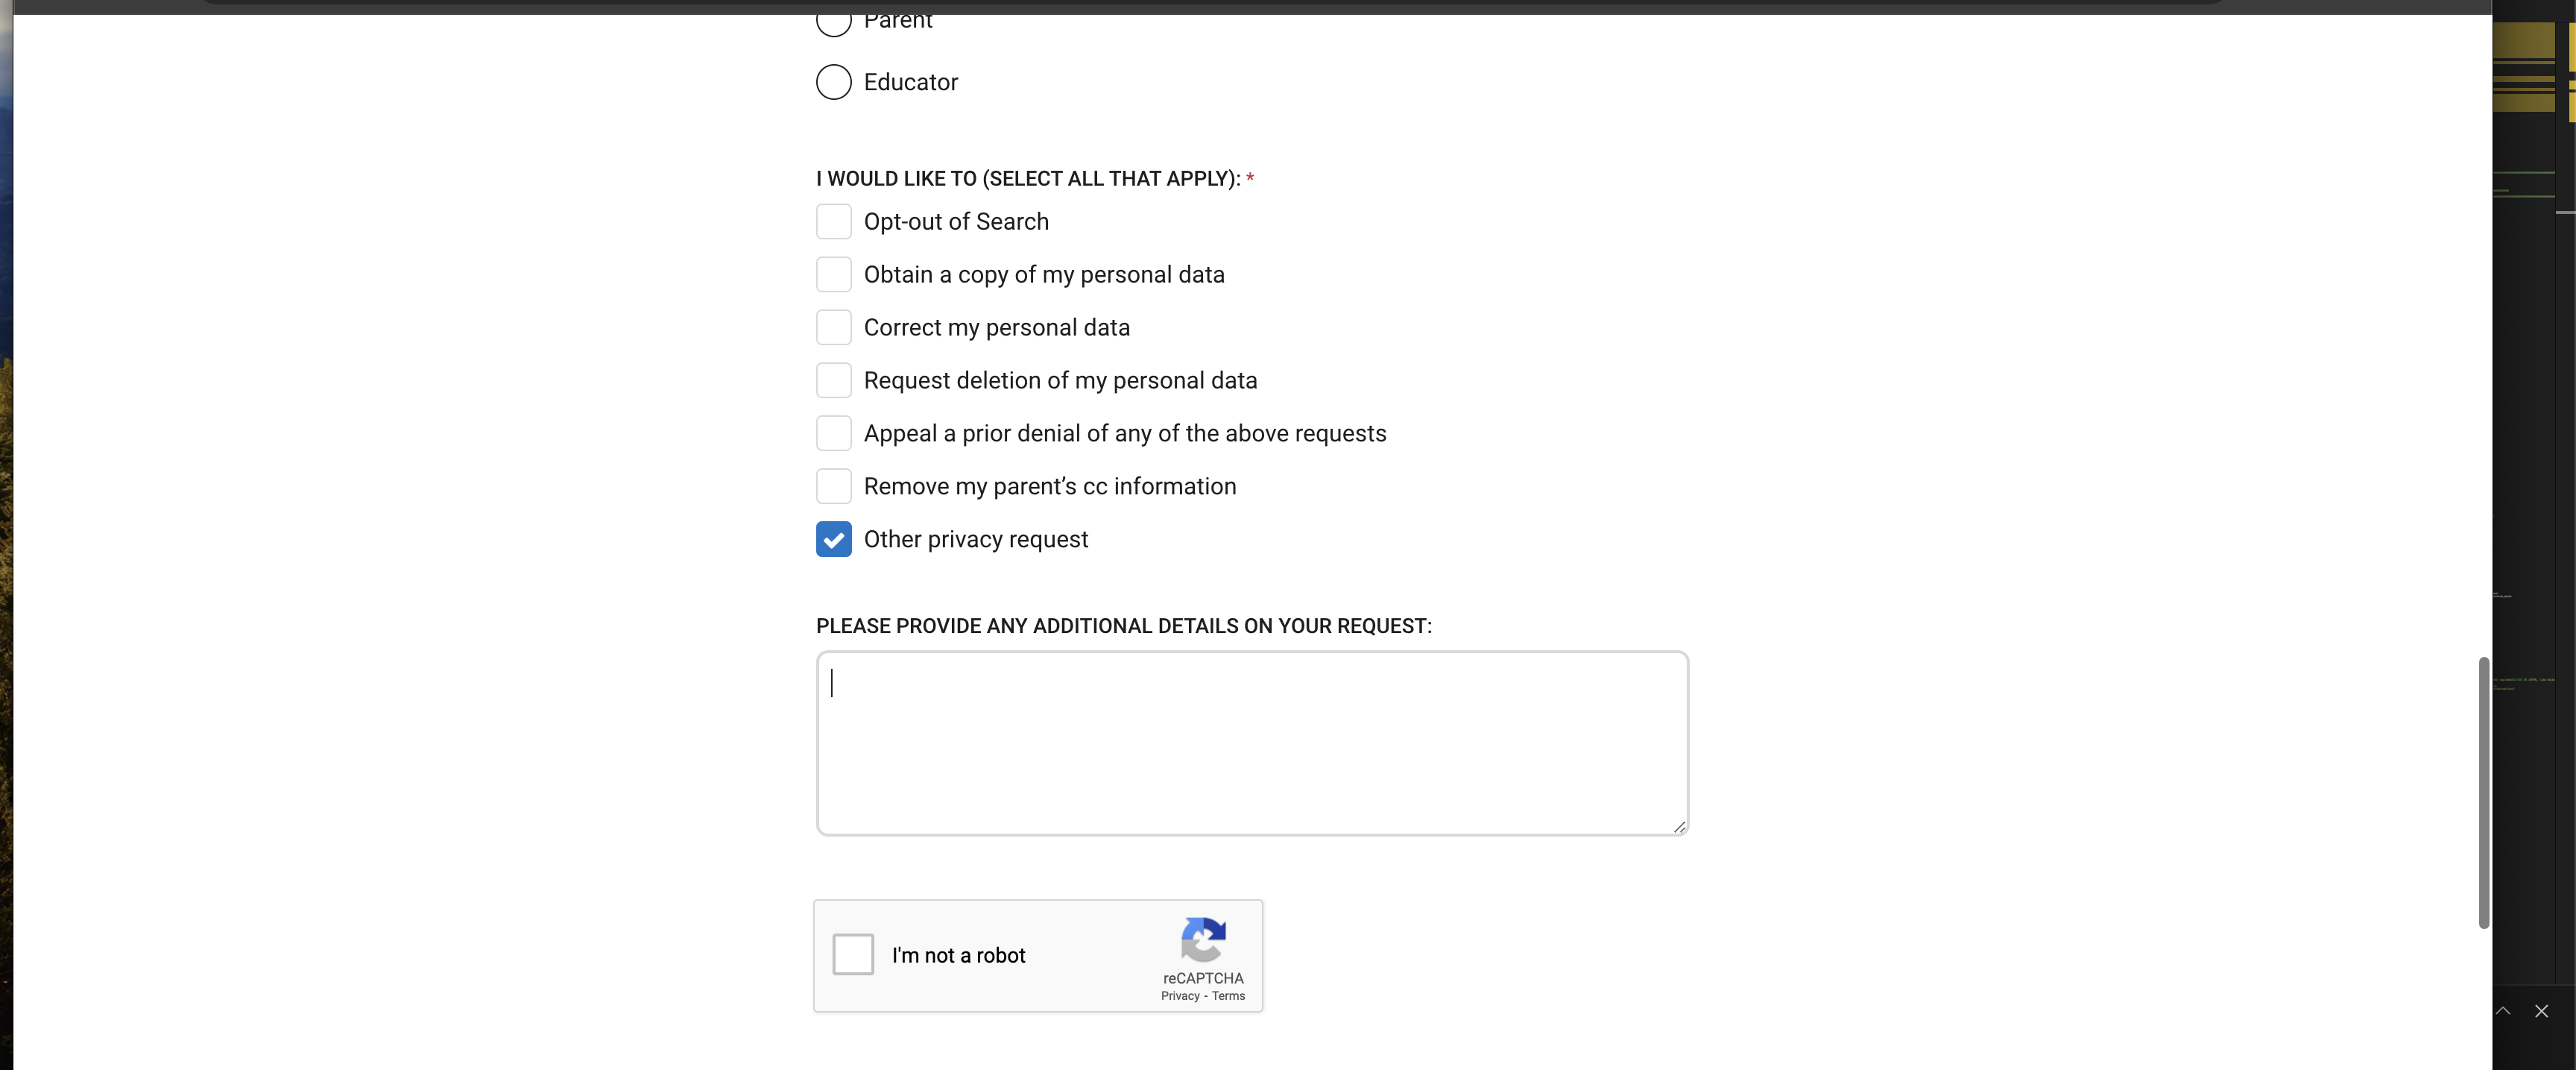 Parent
Educator
I WOULD LIKE TO (SELECT ALL THAT APPLY): *
Opt-out of Search
Obtain a copy of my personal data
Correct my personal data
Request deletion of my personal data
Appeal a prior denial of any of the above requests
Remove my parent’s cc information
Other privacy request
PLEASE PROVIDE ANY ADDITIONAL DETAILS ON YOUR REQUEST:
I'm not a robot
reCAPTCHA
Privacy - Terms